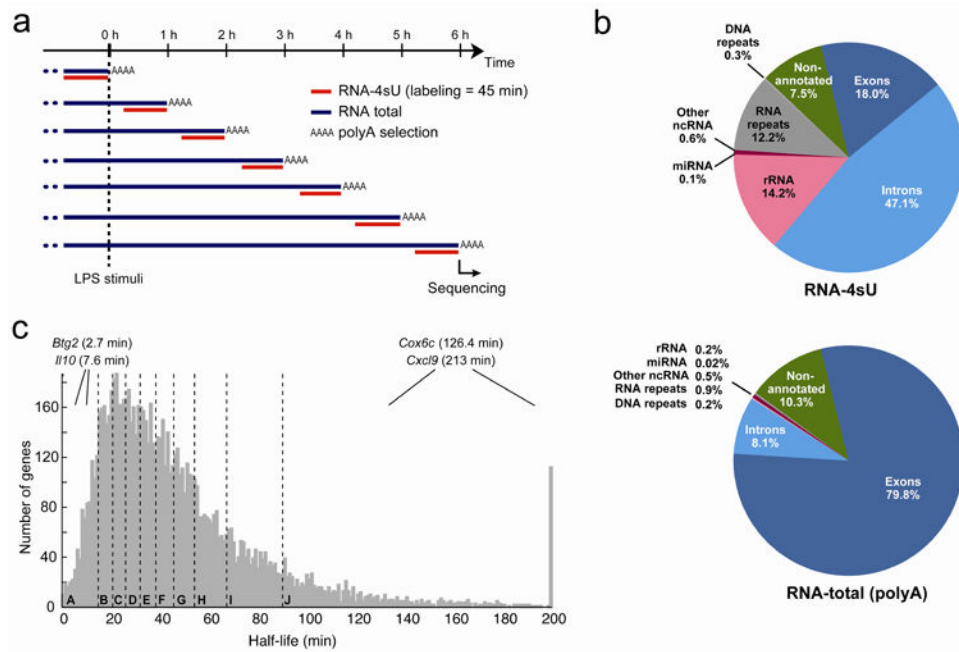 a
0 h 1 h 2 h 3 h 4 h 5 h 6 h
Time
AAAA
AAAA
AAAA
AAAA
AAAA
AAAA
AAAA
RNA-4sU (labeling = 45 min)
RNA total
AAAA polyA selection
LPS stimuli
Sequencing
b
DNA repeats 0.3%
Non-annotated 7.5%
Exons 18.0%
Other ncRNA 0.6%
RNA repeats 12.2%
miRNA 0.1%
rRNA 14.2%
Introns 47.1%
RNA-4sU
rRNA 0.2%
miRNA 0.02%
Other ncRNA 0.5%
RNA repeats 0.9%
DNA repeats 0.2%
Non-annotated 10.3%
Introns 8.1%
Exons 79.8%
RNA-total (polyA)
c
Btg2 (2.7 min)
Il10 (7.6 min)
Cox6c (126.4 min)
Cxcl9 (213 min)
Number of genes
160
120
80
40
0
A B C D E F G H I J
0 20 40 60 80 100 120 140 160 180 200
Half-life (min)